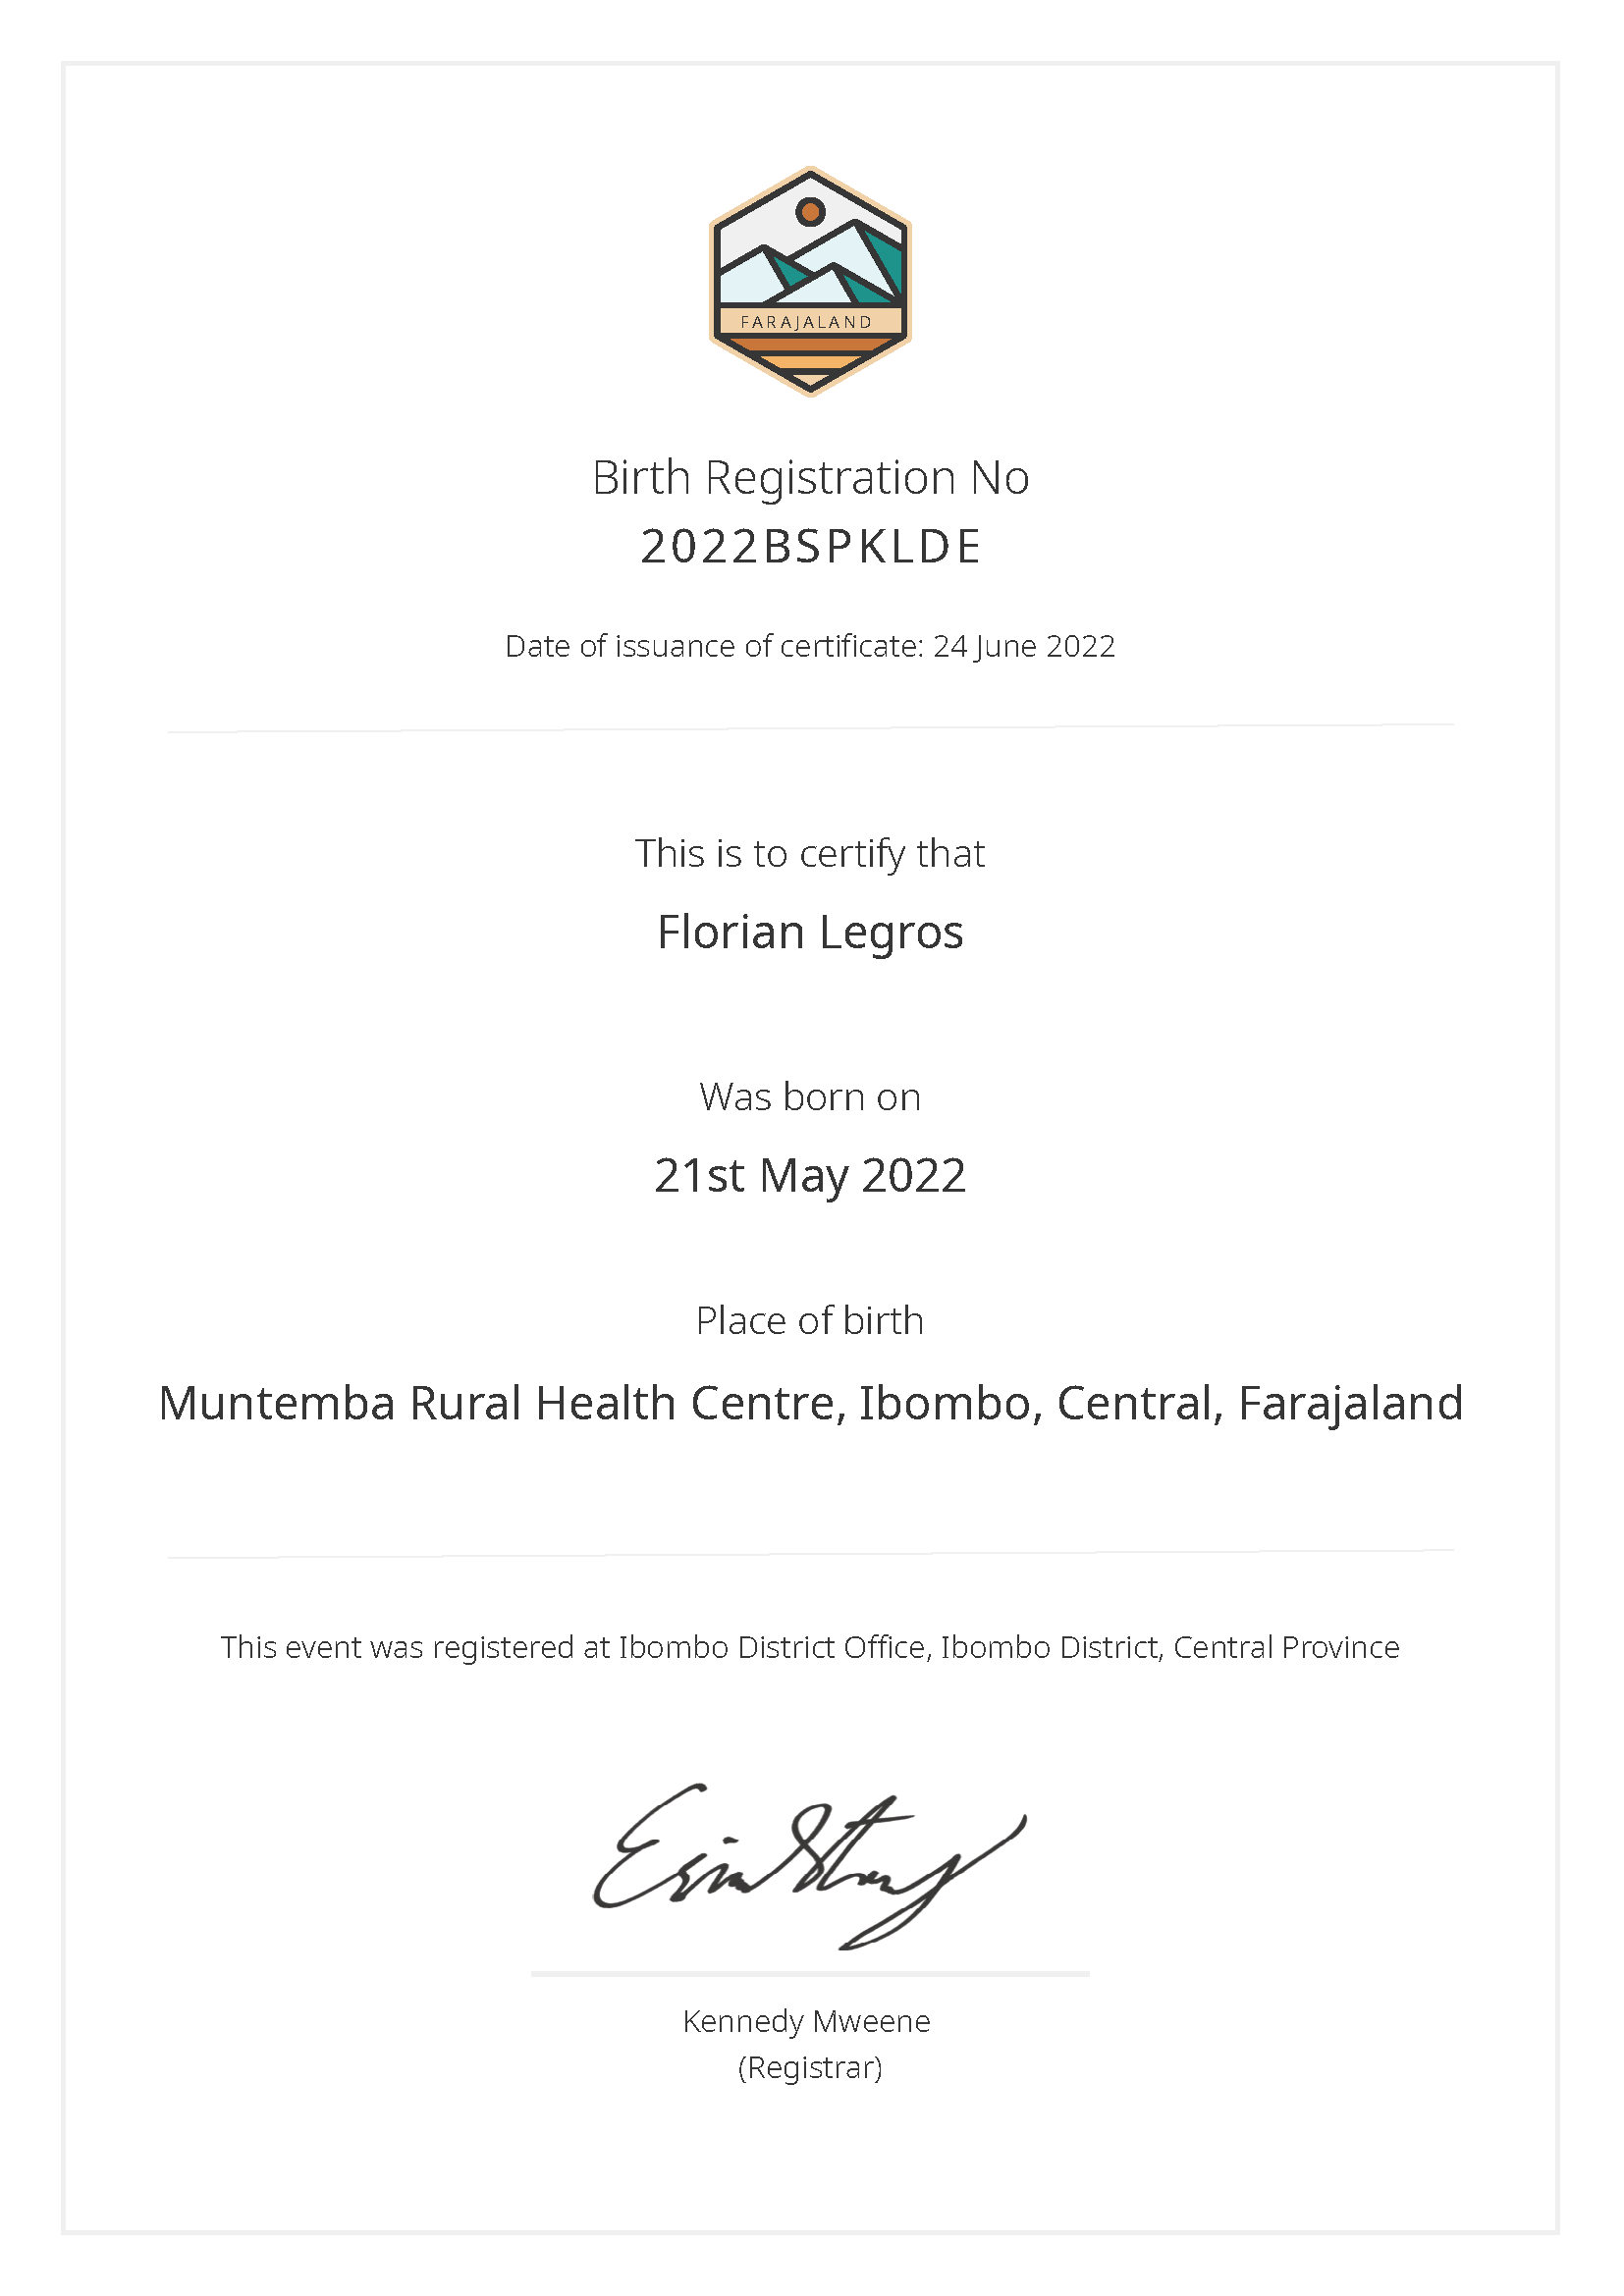 FARAJALAND
Birth Registration No
2022BSPKLDE
Date of issuance of certificate: 24 June 2022
This is to certify that
Florian Legros
Was born on
21st May 2022
Place of birth
Muntemba Rural Health Centre, Ibombo, Central, Farajaland
This event was registered at Ibombo District Office, Ibombo District, Central Province
Kennedy Mweene
(Registrar)